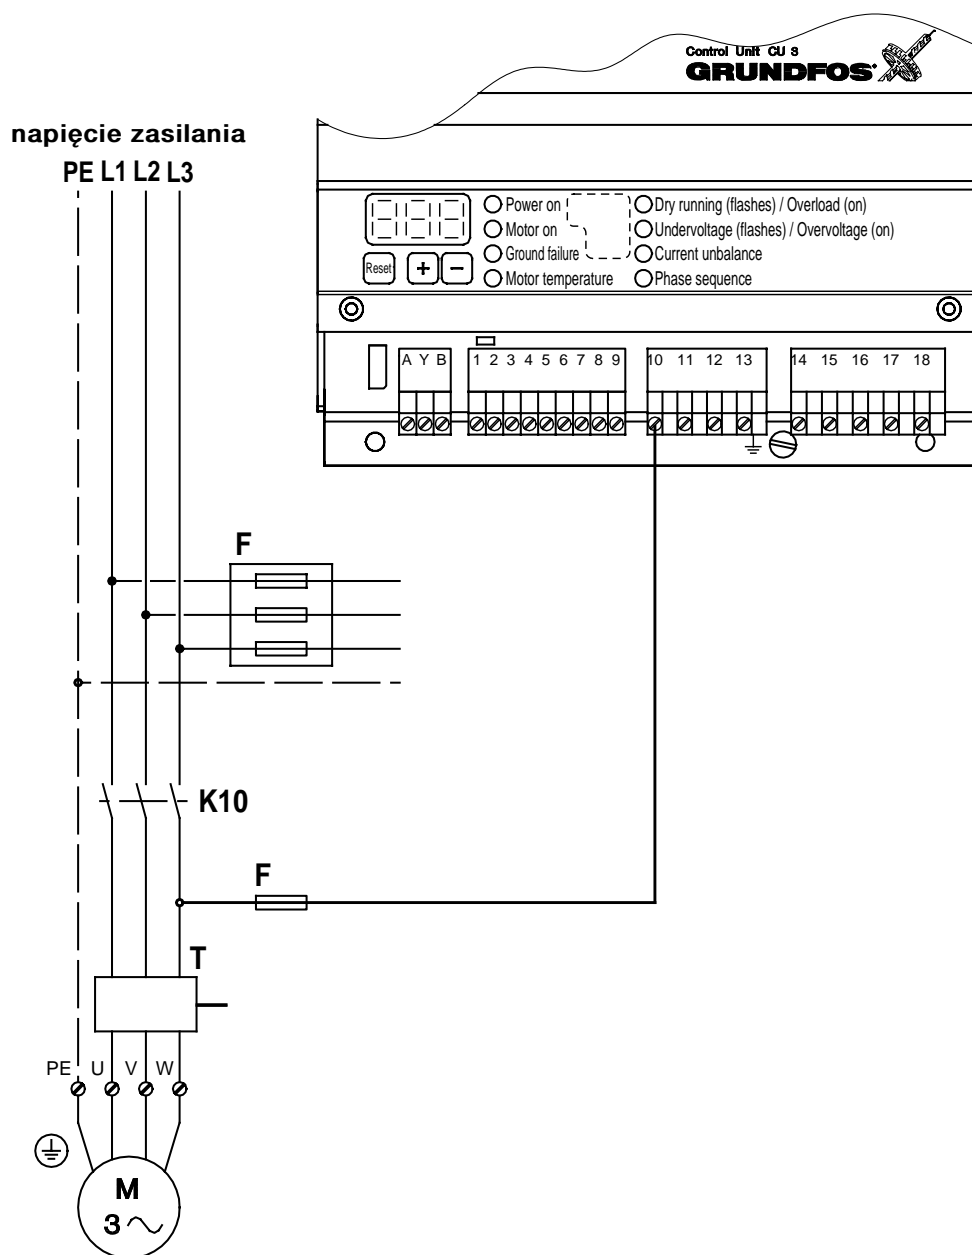 Control Unit CU 3
GRUNDFOS
napięcie zasilania
PE L1 L2 L3
Power on
Motor on
Ground failure
Motor temperature
Dry running (flashes) / Overload (on)
Undervoltage (flashes) / Overvoltage (on)
Current unbalance
Phase sequence
Reset + −
A Y B 1 2 3 4 5 6 7 8 9 10 11 12 13 14 15 16 17 18
F
K10
F
T
PE U V W
M
3